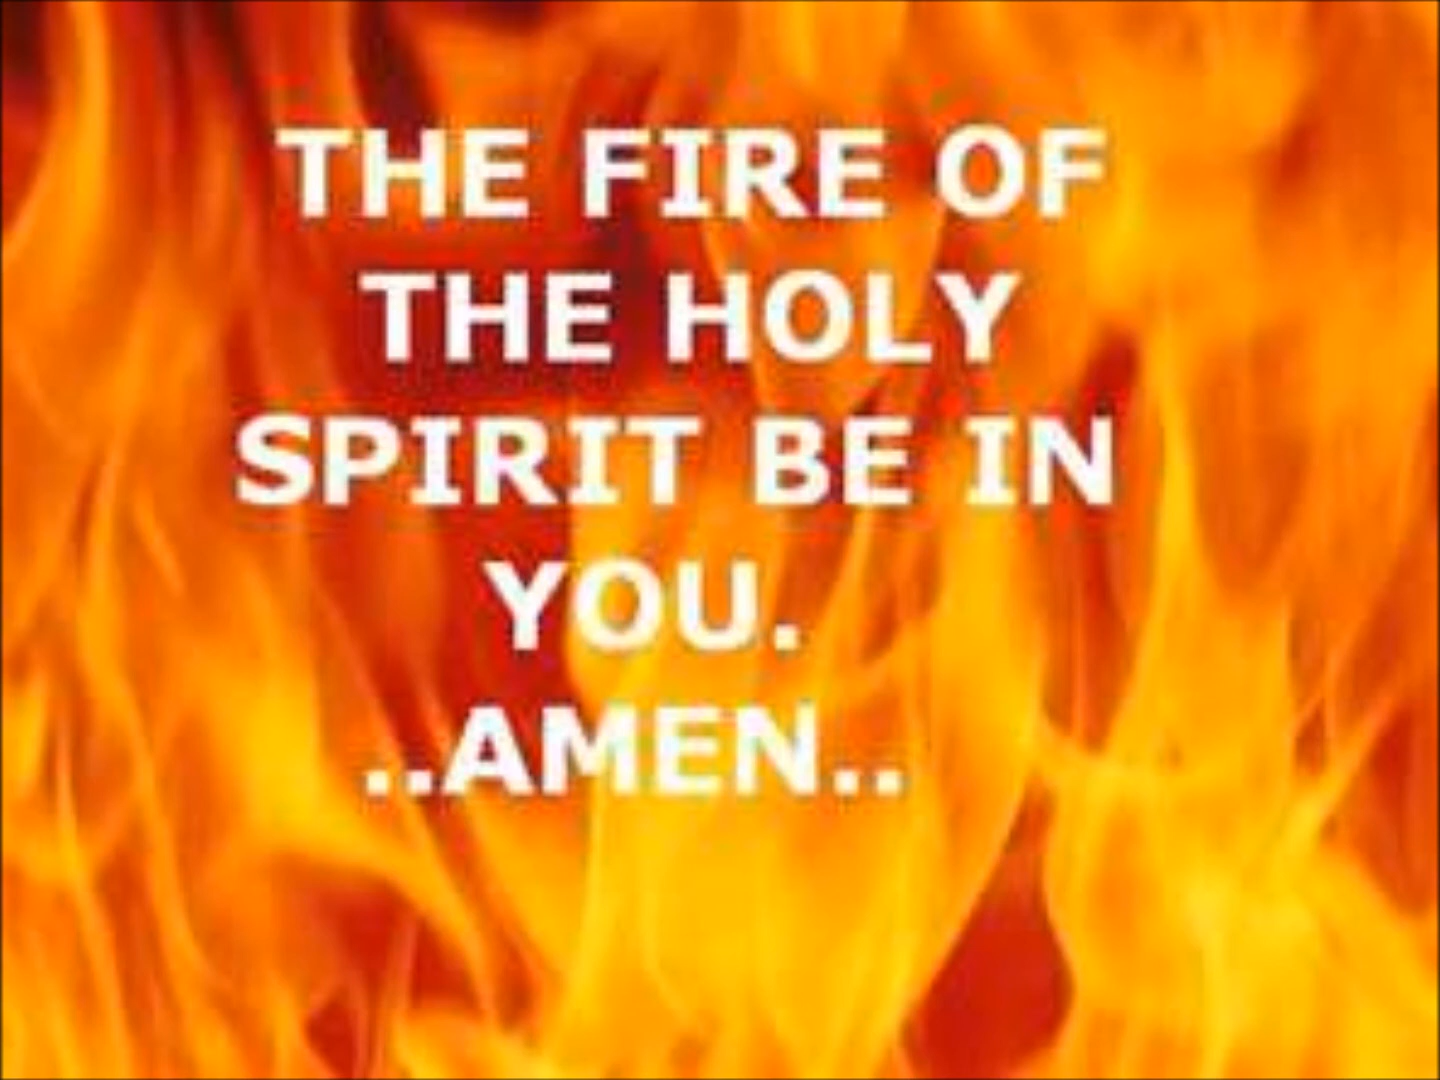 THE FIRE OF
THE HOLY
SPIRIT BE IN
YOU.
..AMEN..